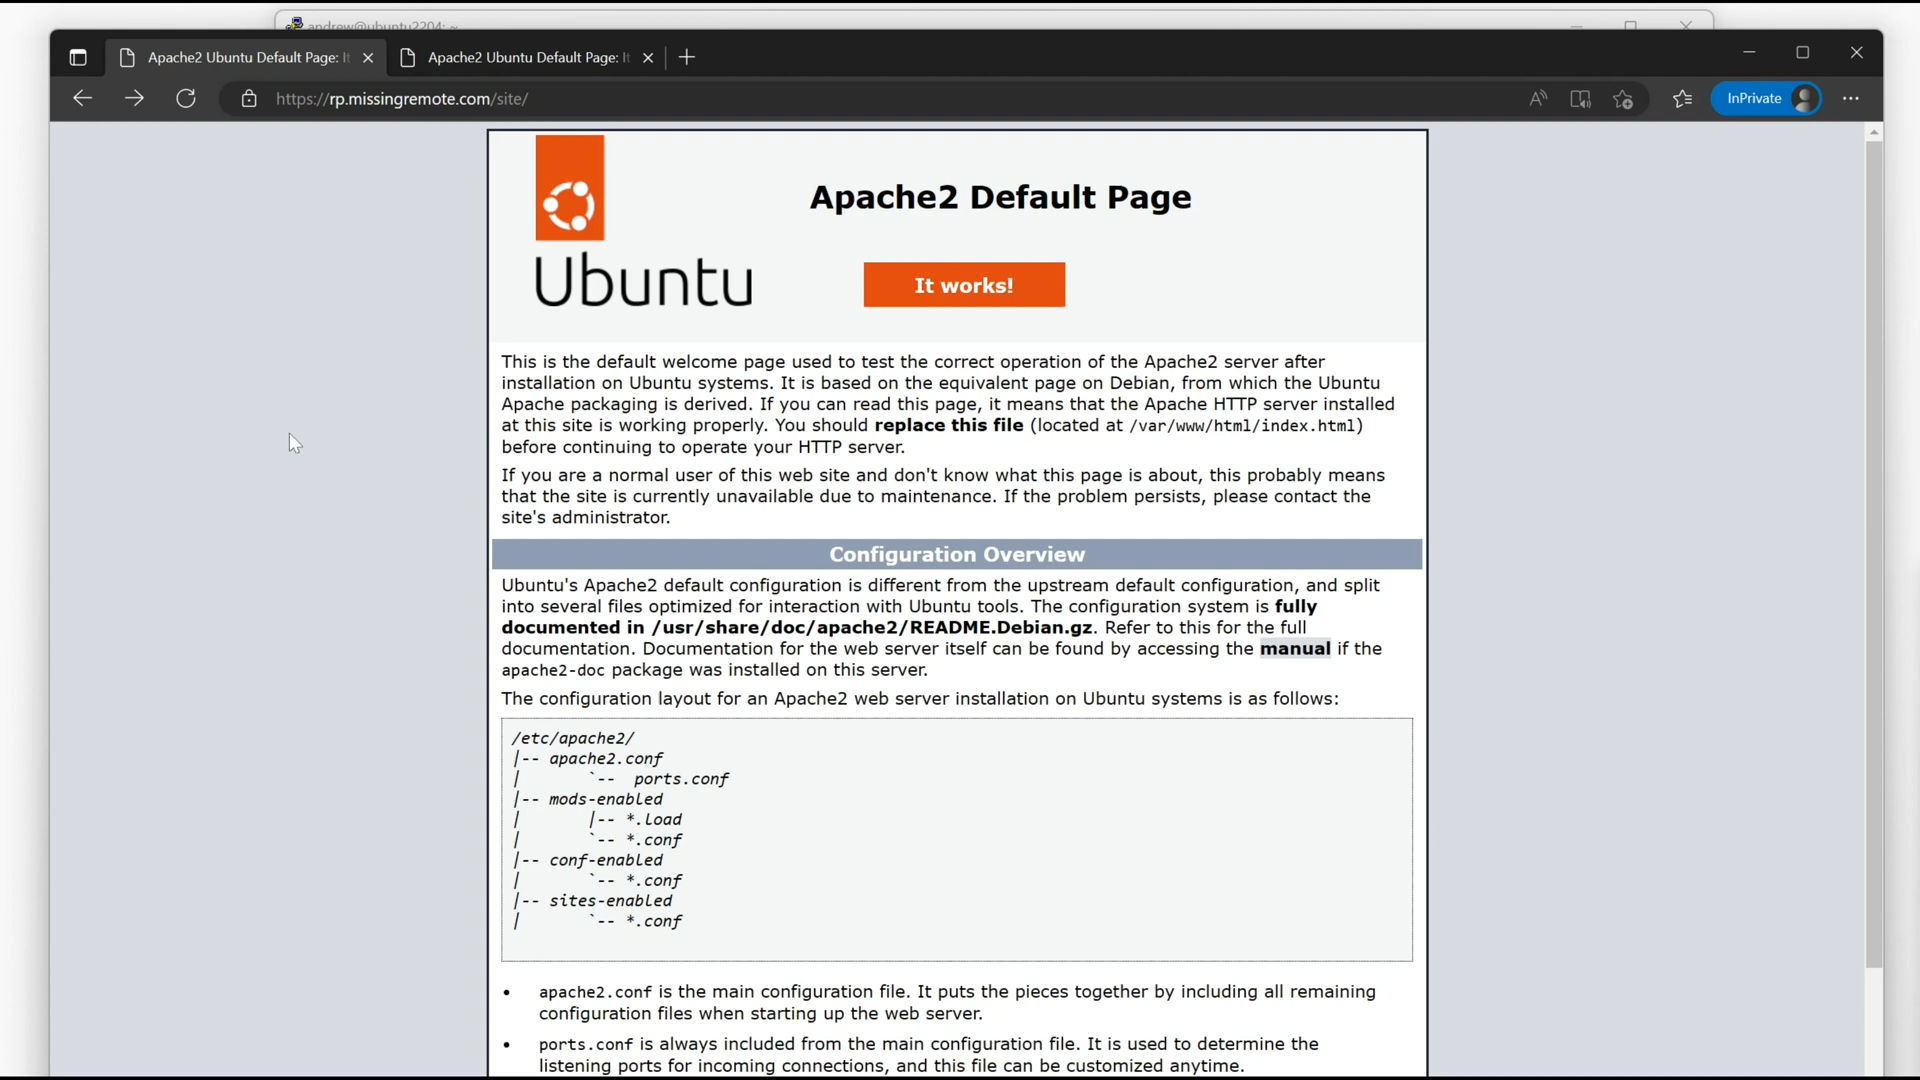 andrew@ubuntu2204: ~
Apache2 Ubuntu Default Page: It
Apache2 Ubuntu Default Page: It
https://rp.missingremote.com/site/
InPrivate
Apache2 Default Page
Ubuntu
It works!
This is the default welcome page used to test the correct operation of the Apache2 server after
installation on Ubuntu systems. It is based on the equivalent page on Debian, from which the Ubuntu
Apache packaging is derived. If you can read this page, it means that the Apache HTTP server installed
at this site is working properly. You should replace this file (located at /var/www/html/index.html)
before continuing to operate your HTTP server.
If you are a normal user of this web site and don't know what this page is about, this probably means
that the site is currently unavailable due to maintenance. If the problem persists, please contact the
site's administrator.
Configuration Overview
Ubuntu's Apache2 default configuration is different from the upstream default configuration, and split
into several files optimized for interaction with Ubuntu tools. The configuration system is fully
documented in /usr/share/doc/apache2/README.Debian.gz. Refer to this for the full
documentation. Documentation for the web server itself can be found by accessing the manual if the
apache2-doc package was installed on this server.
The configuration layout for an Apache2 web server installation on Ubuntu systems is as follows:
/etc/apache2/
|-- apache2.conf
|       `--  ports.conf
|-- mods-enabled
|       |-- *.load
|       `-- *.conf
|-- conf-enabled
|       `-- *.conf
|-- sites-enabled
|       `-- *.conf
• apache2.conf is the main configuration file. It puts the pieces together by including all remaining
configuration files when starting up the web server.
• ports.conf is always included from the main configuration file. It is used to determine the
listening ports for incoming connections, and this file can be customized anytime.